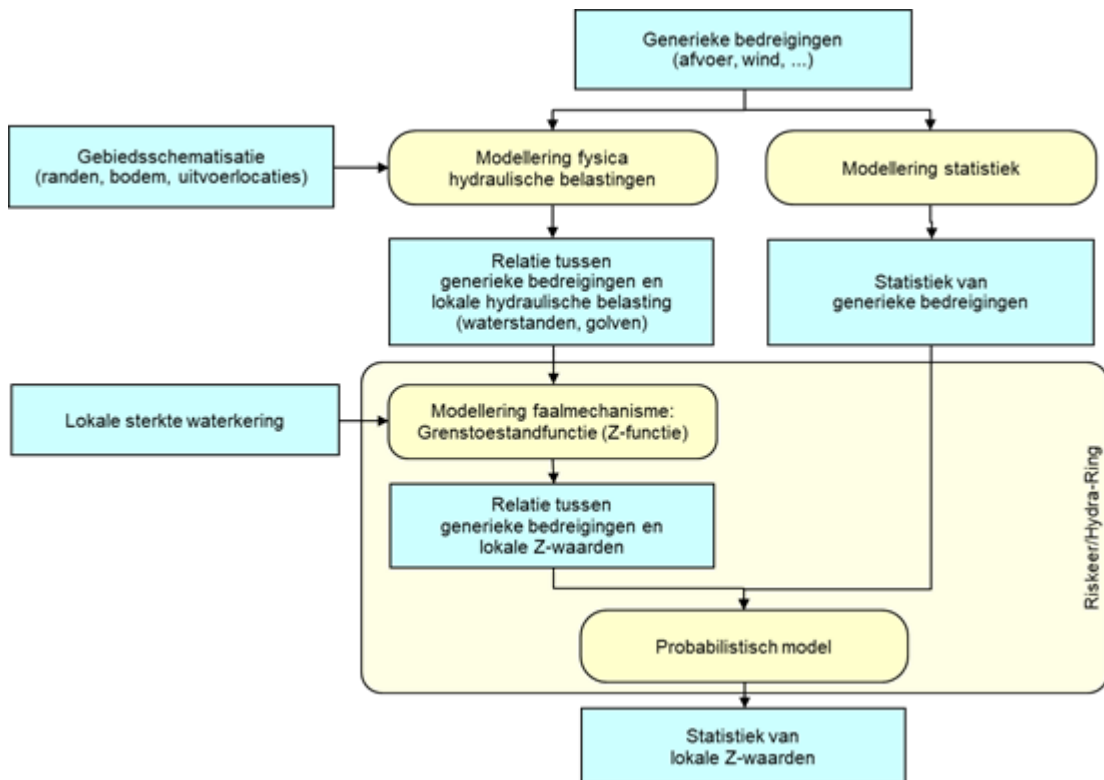 Generieke bedreigingen
(afvoer, wind, ...)
Gebiedsschematisatie
(randen, bodem, uitvoerlocaties)
Modellering fysica
hydraulische belastingen
Modellering statistiek
Relatie tussen
generieke bedreigingen en
lokale hydraulische belasting
(waterstanden, golven)
Statistiek van
generieke bedreigingen
Lokale sterkte waterkering
Modellering faalmechanisme:
Grenstoestandfunctie (Z-functie)
Relatie tussen
generieke bedreigingen en
lokale Z-waarden
Riskeer/Hydra-Ring
Probabilistisch model
Statistiek van
lokale Z-waarden